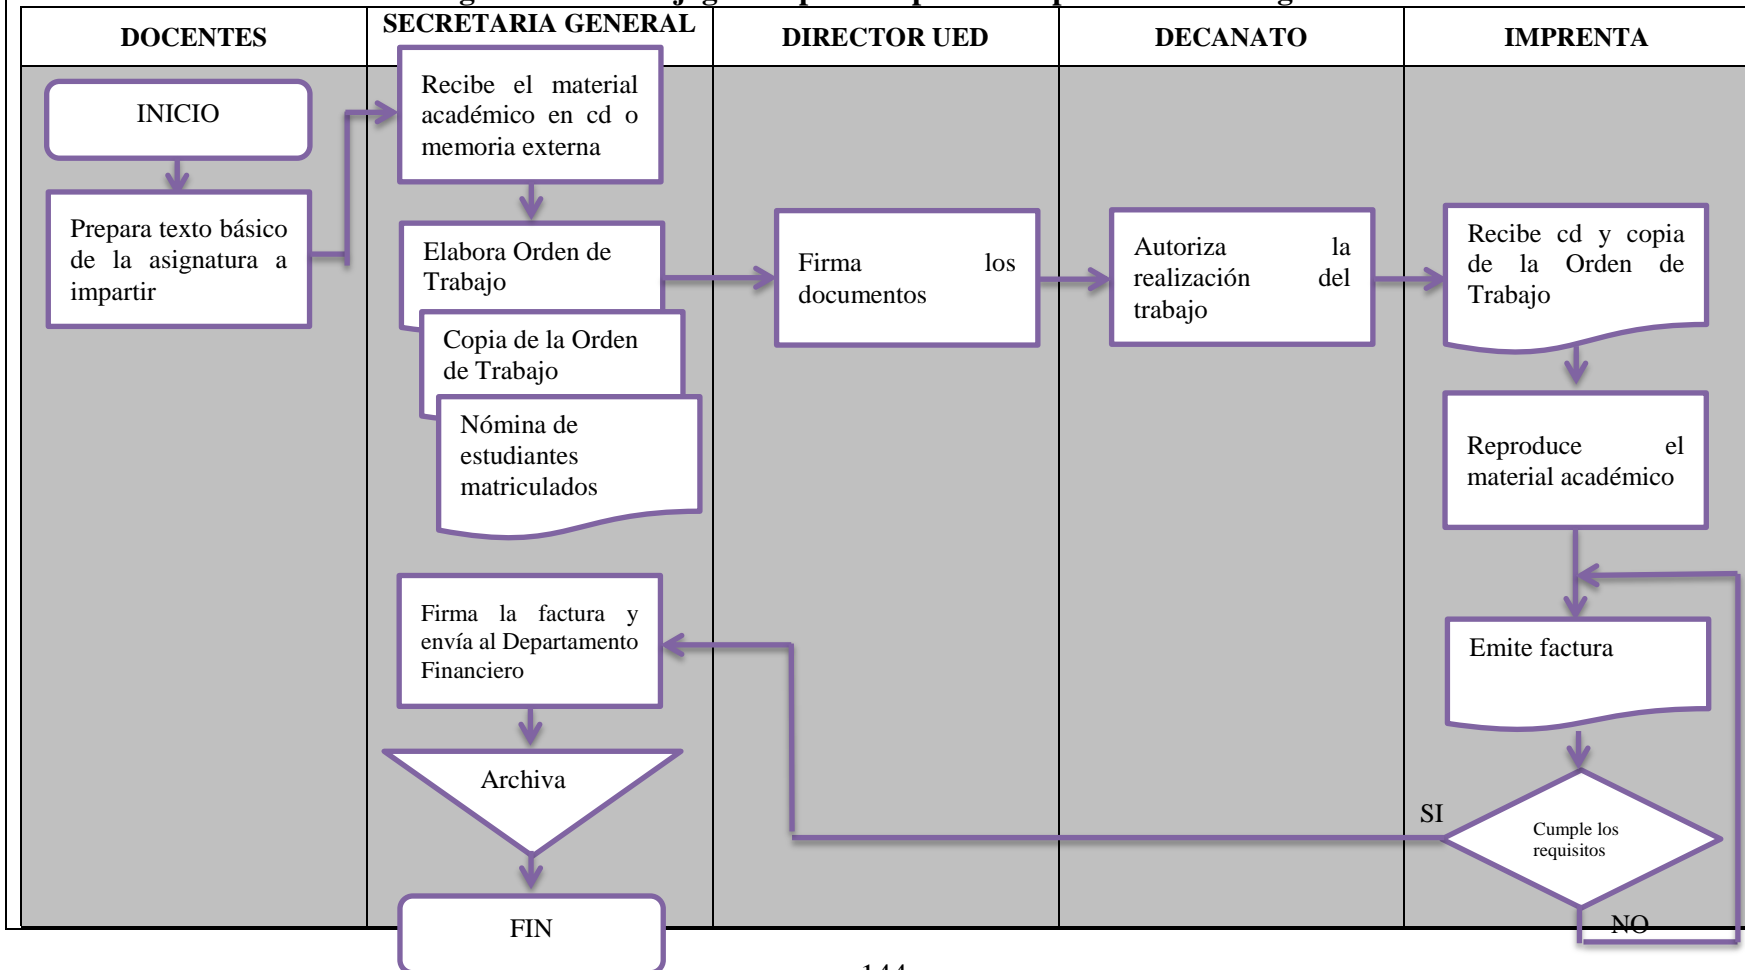 DOCENTES
SECRETARIA GENERAL
DIRECTOR UED
DECANATO
IMPRENTA
INICIO
Prepara texto básico
de la asignatura a
impartir
Recibe el material
académico en cd o
memoria externa
Elabora Orden de
Trabajo
Copia de la Orden
de Trabajo
Nómina de
estudiantes
matriculados
Firma los
documentos
Autoriza la
realización del
trabajo
Recibe cd y copia
de la Orden de
Trabajo
Reproduce el
material académico
Emite factura
Cumple los
requisitos
SI
NO
Firma la factura y
envía al Departamento
Financiero
Archiva
FIN